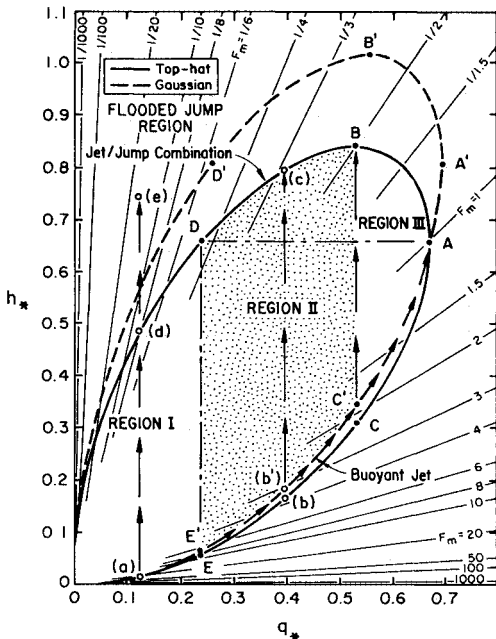 1.1
1.0
0.9
0.8
0.7
0.6
0.5
0.4
0.3
0.2
0.1
0
h*
1/1000
1/100
1/20
1/10
1/8
Fm=1/6
1/4
1/3
1/2
1/1.5
Fm=1
1.5
2
3
4
6
8
10
Fm=20
50
100
1000
Top-hat
Gaussian
FLOODED JUMP
REGION
Jet/Jump Combination
B'
A'
B
D'
(c)
(e)
D
REGION III
A
REGION II
(d)
REGION I
C'
C
(b')
(b)
Buoyant Jet
E'
E
(a)
0
0.1
0.2
0.3
0.4
0.5
0.6
0.7
q*